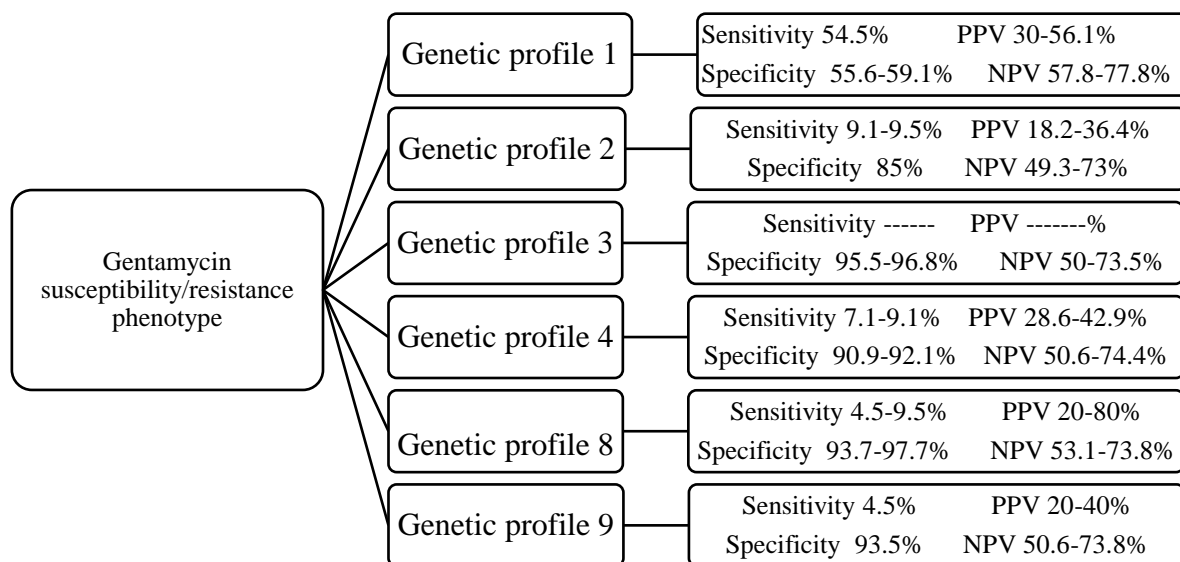 Gentamycin
susceptibility/resistance
phenotype
Genetic profile 1
Sensitivity 54.5% PPV 30-56.1%
Specificity 55.6-59.1% NPV 57.8-77.8%
Genetic profile 2
Sensitivity 9.1-9.5% PPV 18.2-36.4%
Specificity 85% NPV 49.3-73%
Genetic profile 3
Sensitivity ------ PPV -------%
Specificity 95.5-96.8% NPV 50-73.5%
Genetic profile 4
Sensitivity 7.1-9.1% PPV 28.6-42.9%
Specificity 90.9-92.1% NPV 50.6-74.4%
Genetic profile 8
Sensitivity 4.5-9.5% PPV 20-80%
Specificity 93.7-97.7% NPV 53.1-73.8%
Genetic profile 9
Sensitivity 4.5% PPV 20-40%
Specificity 93.5% NPV 50.6-73.8%